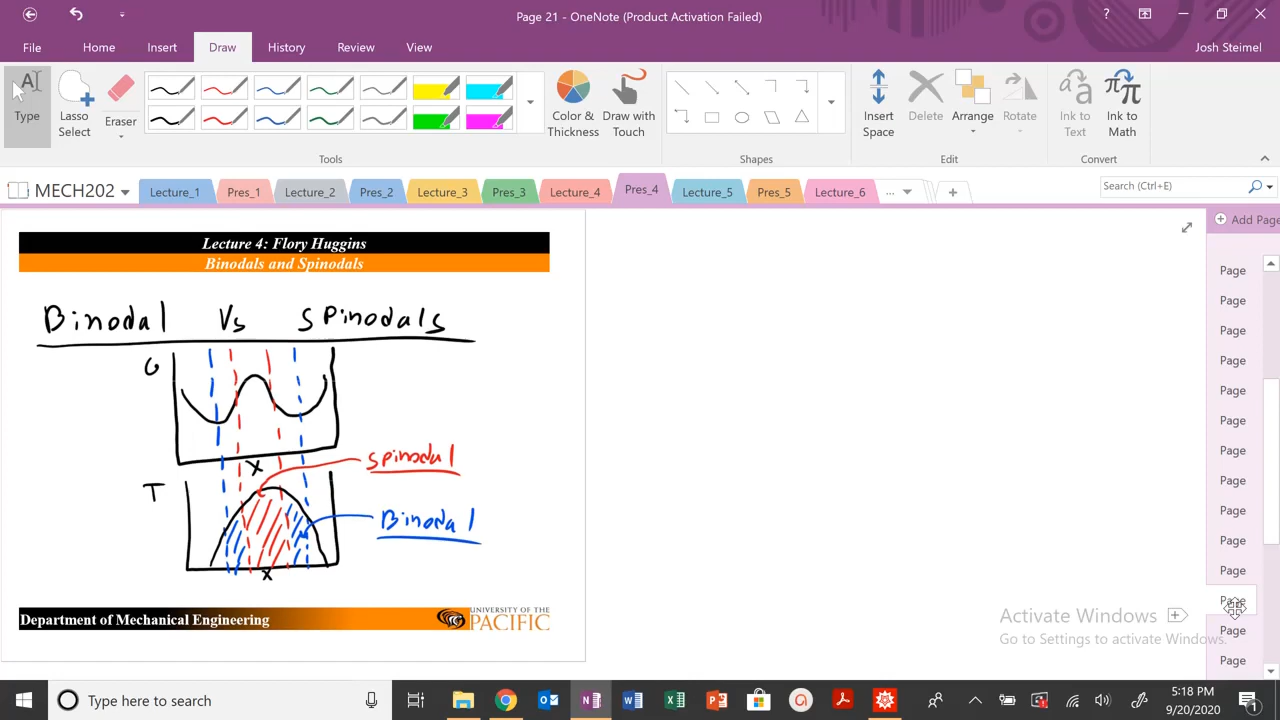 Page 21 - OneNote (Product Activation Failed)
?
File
Home
Insert
Draw
History
Review
View
Josh Steimel
Type
Lasso
Select
Eraser
Color &
Thickness
Draw with
Touch
Insert
Space
Delete
Arrange
Rotate
Ink to
Text
Ink to
Math
Tools
Shapes
Edit
Convert
MECH202
Lecture_1
Pres_1
Lecture_2
Pres_2
Lecture_3
Pres_3
Lecture_4
Pres_4
Lecture_5
Pres_5
Lecture_6
...
Search (Ctrl+E)
Add Page
Lecture 4: Flory Huggins
Binodals and Spinodals
Binodal Vs Spinodals
G
X
spinodal
T
Binodal
X
Department of Mechanical Engineering
UNIVERSITY OF THE
PACIFIC
Page
Page
Page
Page
Page
Page
Page
Page
Page
Page
Page
Page
Page
Page
Activate Windows
Go to Settings to activate Windows.
Type here to search
5:18 PM
9/20/2020
1